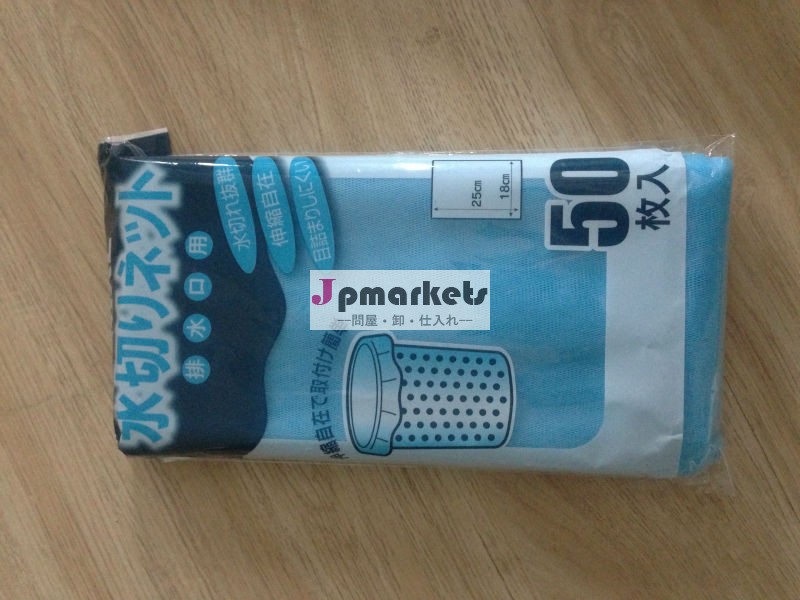 水切りネット
排水口用
水切れ抜群
伸縮自在
目詰まりしにくい
25cm
18cm
50
枚入
伸縮自在で取付け簡単
Jpmarkets
―問屋・卸・仕入れ―